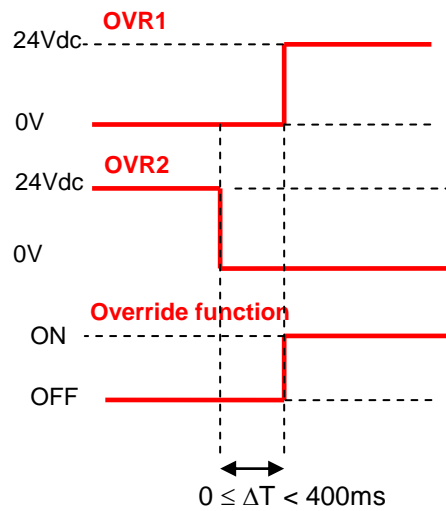 OVR1
24Vdc
0V
OVR2
24Vdc
0V
Override function
ON
OFF
0 ≤ ΔT < 400ms